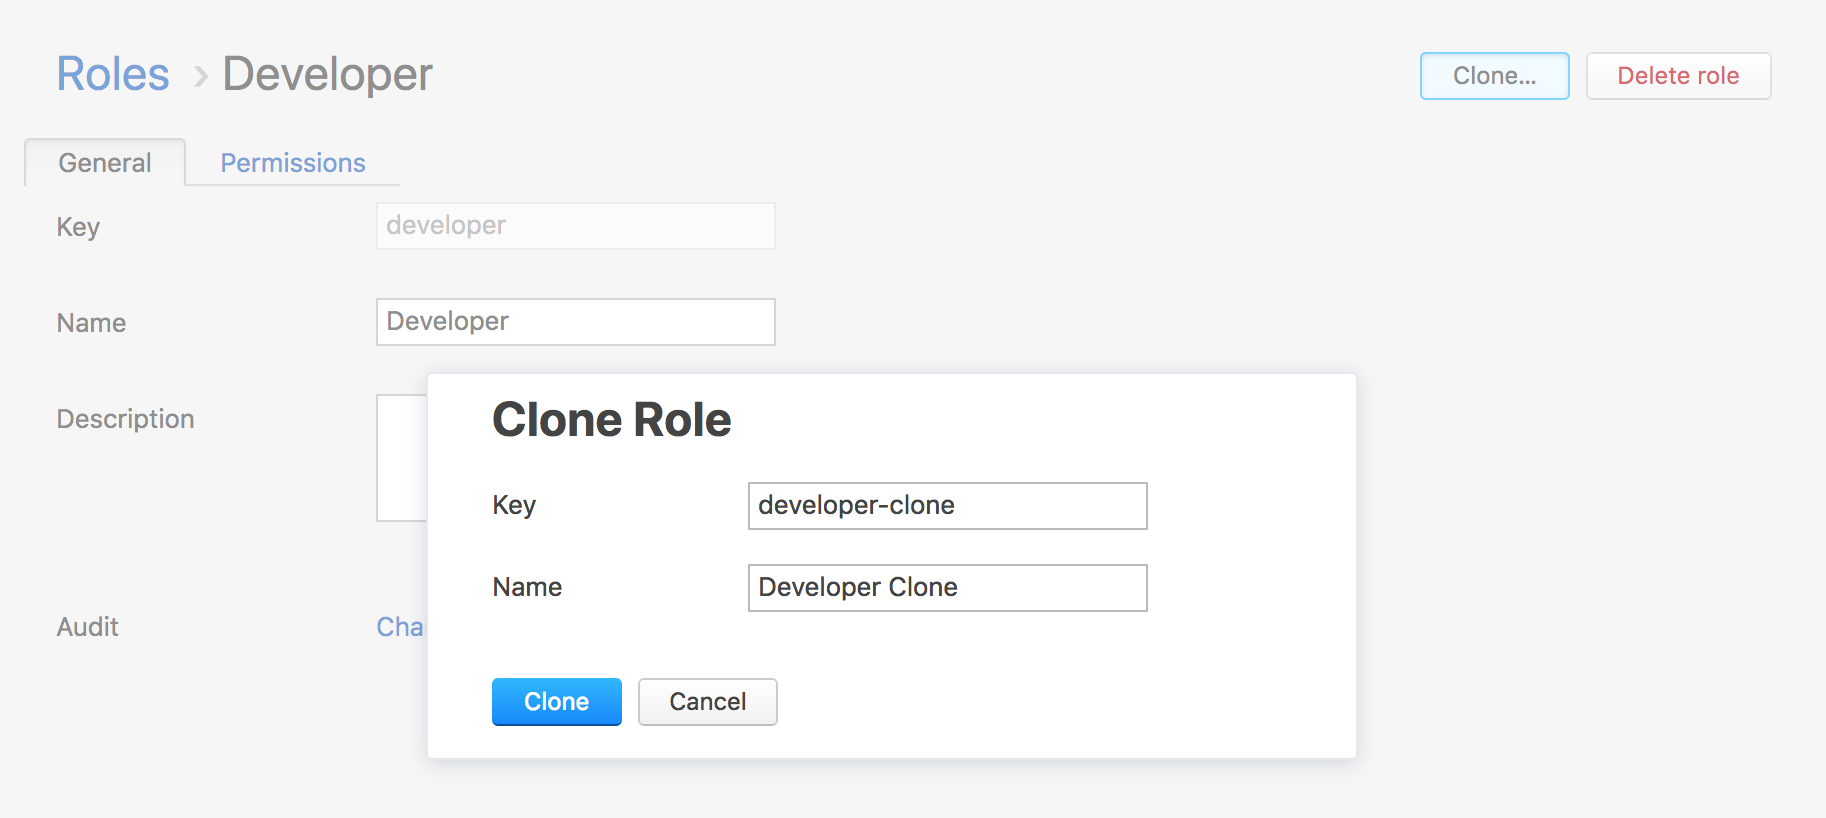 Roles › Developer
Clone...
Delete role
General
Permissions
Key
developer
Name
Developer
Description
Audit
Clone Role
Key
developer-clone
Name
Developer Clone
Clone
Cancel